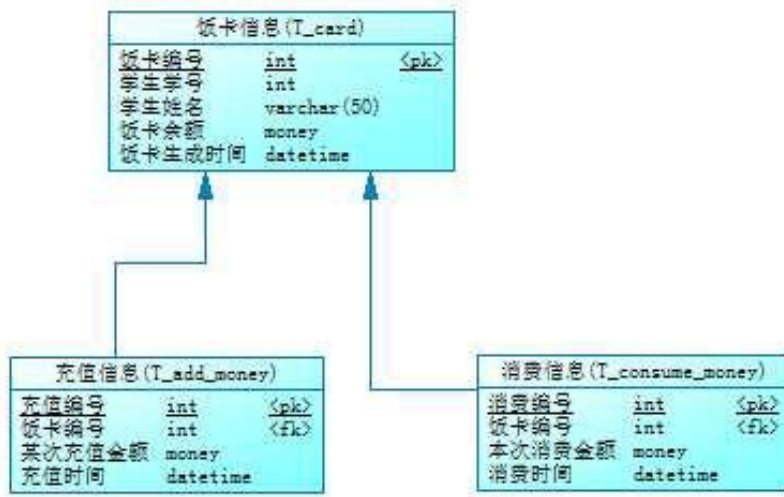 饭卡信息(T_card)
饭卡编号 int <pk>
学生学号 int
学生姓名 varchar(50)
饭卡余额 money
饭卡生成时间 datetime
充值信息(T_add_money)
充值编号 int <pk>
饭卡编号 int <fk>
某次充值金额 money
充值时间 datetime
消费信息(T_consume_money)
消费编号 int <pk>
饭卡编号 int <fk>
本次消费金额 money
消费时间 datetime